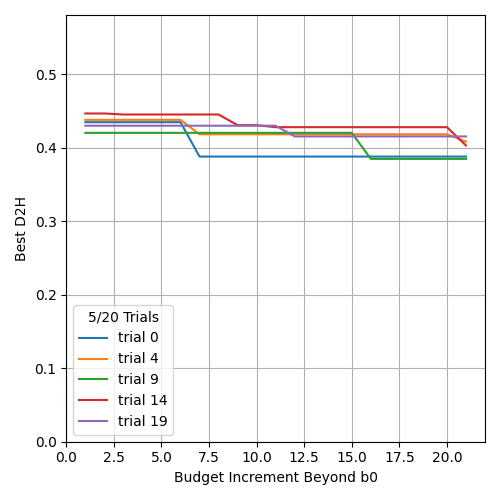 Best D2H
0.5
0.4
0.3
0.2
0.1
0.0
5/20 Trials
trial 0
trial 4
trial 9
trial 14
trial 19
0.0 2.5 5.0 7.5 10.0 12.5 15.0 17.5 20.0
Budget Increment Beyond b0